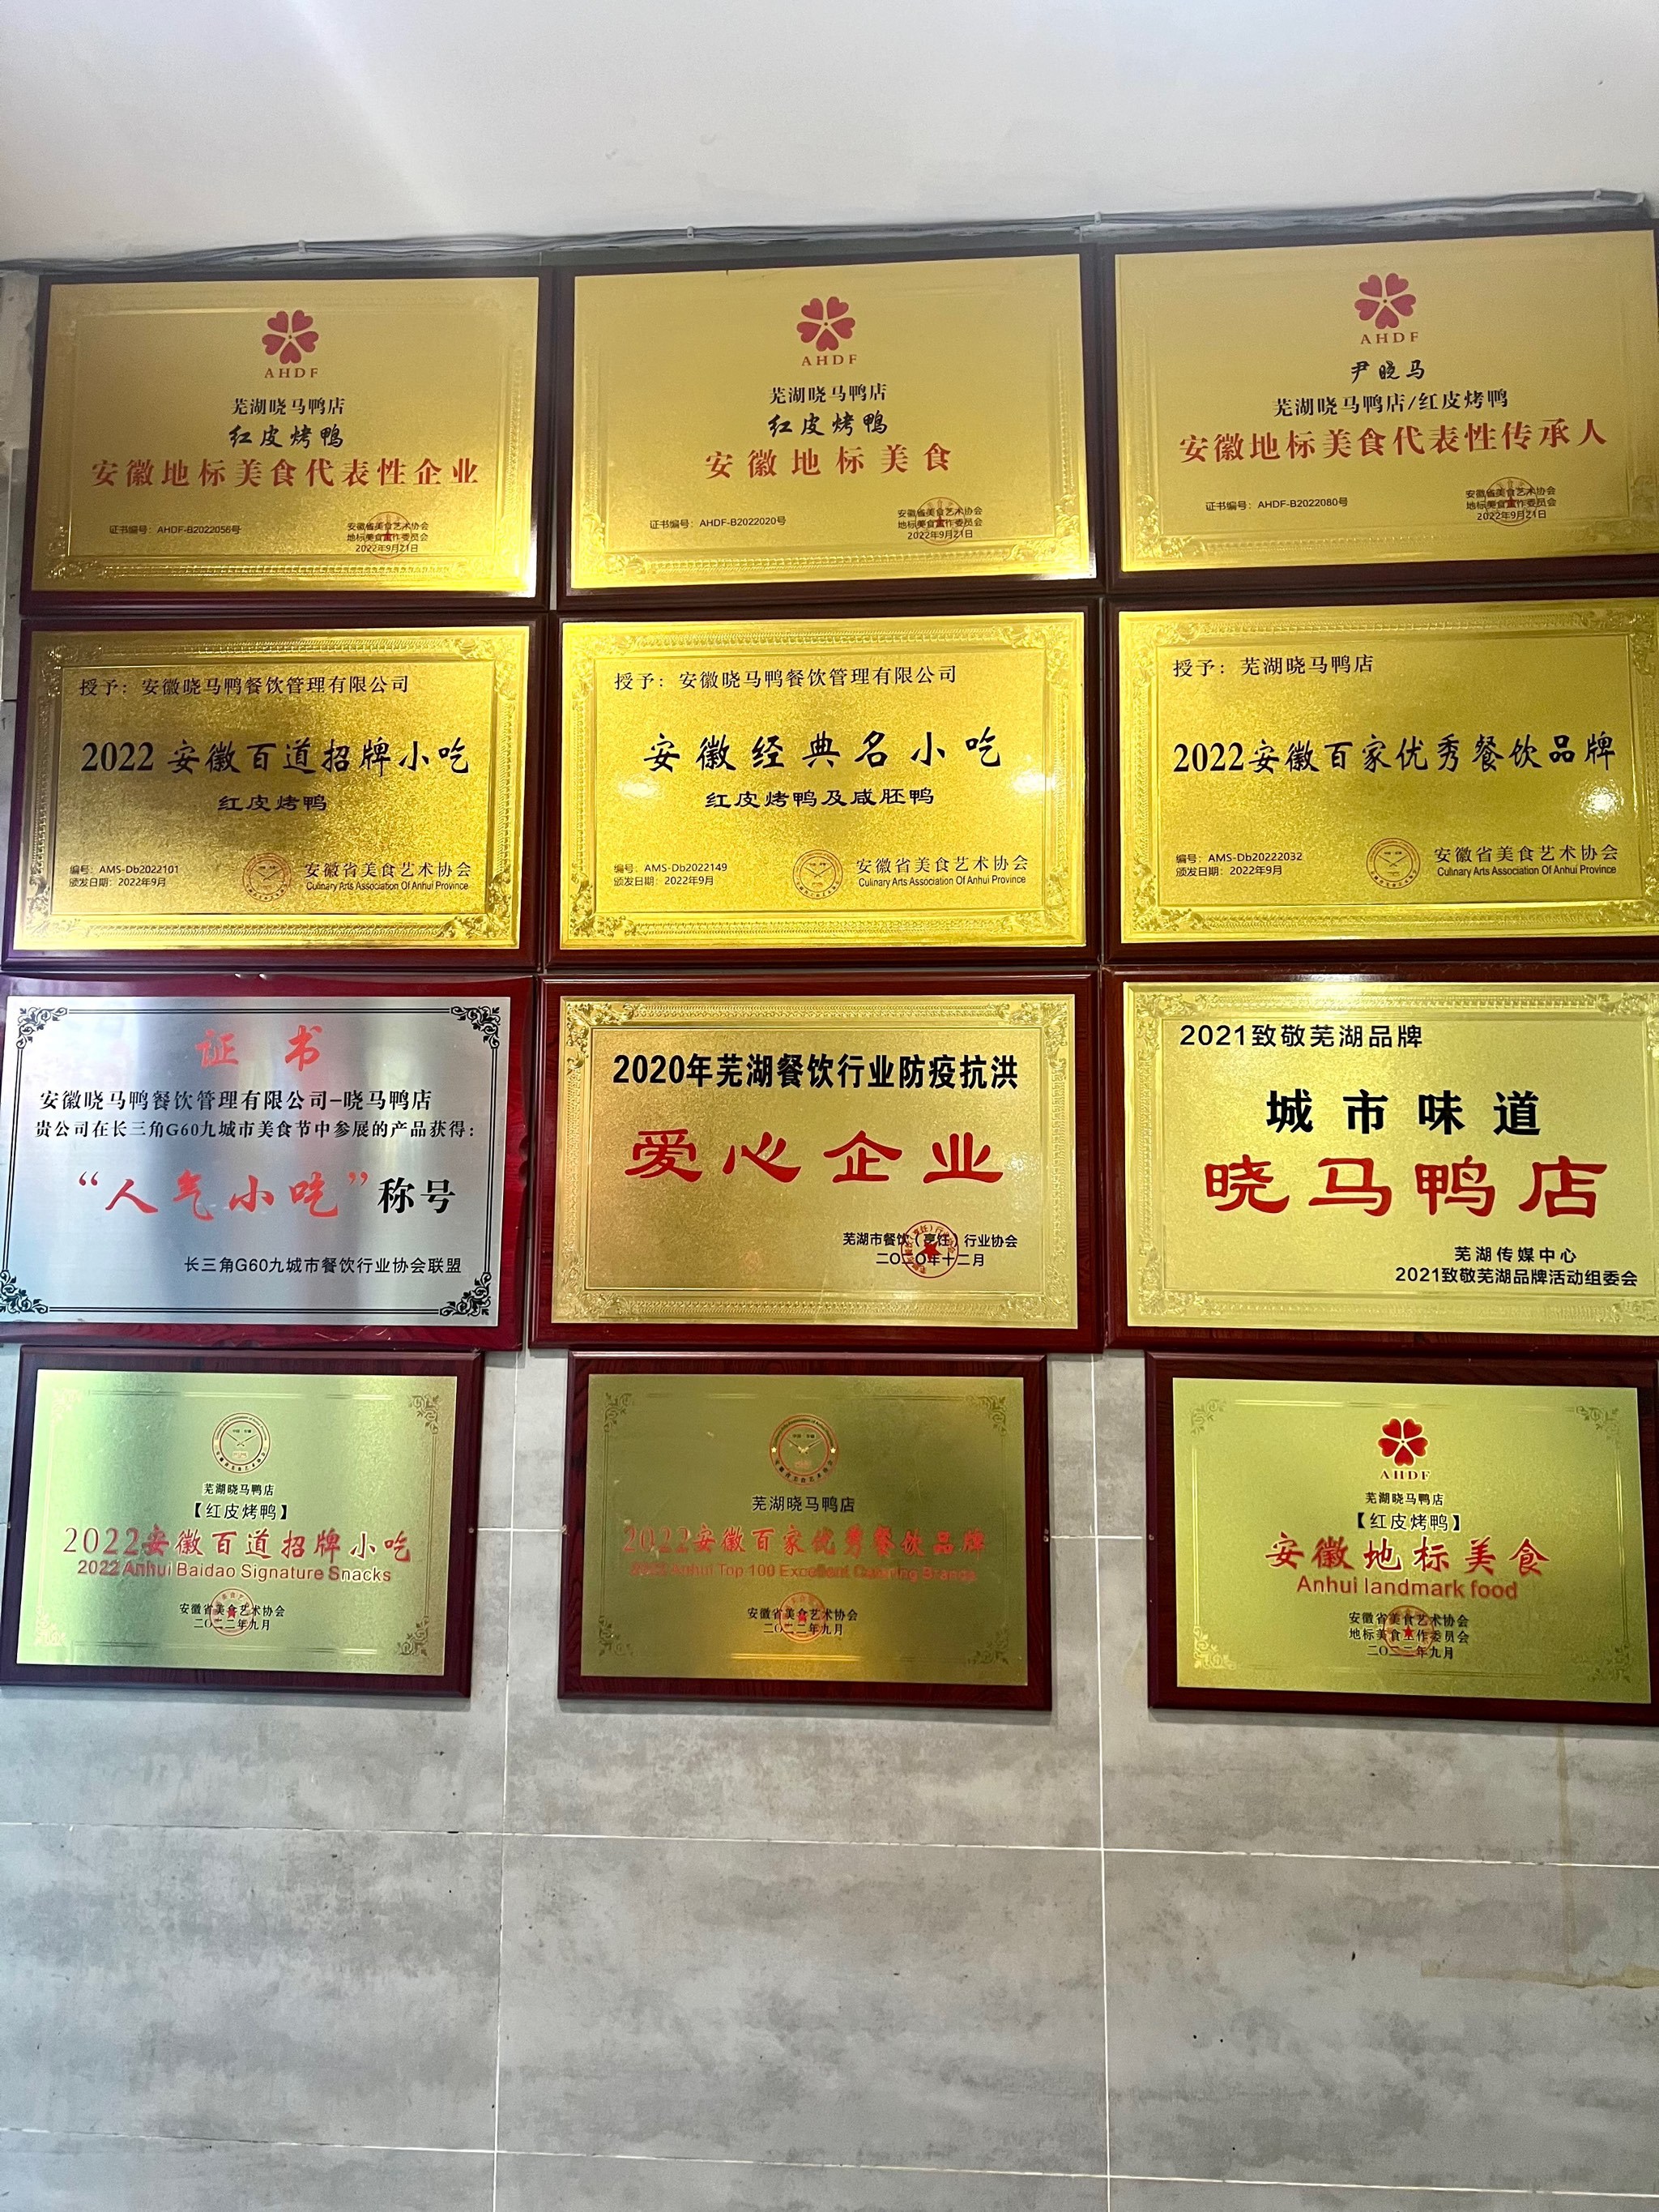 AHDF
芜湖晓马鸭店
红皮烤鸭
安徽地标美食代表性企业
证书编号：AHDF-B2022056号
安徽省美食艺术协会
地标美食工作委员会
2022年9月21日
AHDF
芜湖晓马鸭店
红皮烤鸭
安徽地标美食
证书编号：AHDF-B2022020号
安徽省美食艺术协会
地标美食工作委员会
2022年9月21日
AHDF
尹晓马
芜湖晓马鸭店/红皮烤鸭
安徽地标美食代表性传承人
证书编号：AHDF-B2022080号
安徽省美食艺术协会
地标美食工作委员会
2022年9月21日
授予：安徽晓马鸭餐饮管理有限公司
2022 安徽百道招牌小吃
红皮烤鸭
编号：AMS-Db2022101
颁发日期：2022年9月
安徽省美食艺术协会
Culinary Arts Association Of Anhui Province
授予：安徽晓马鸭餐饮管理有限公司
安徽经典名小吃
红皮烤鸭及咸胚鸭
编号：AMS-Db2022149
颁发日期：2022年9月
安徽省美食艺术协会
Culinary Arts Association Of Anhui Province
授予：芜湖晓马鸭店
2022安徽百家优秀餐饮品牌
编号：AMS-Db20222032
颁发日期：2022年9月
安徽省美食艺术协会
Culinary Arts Association Of Anhui Province
证书
安徽晓马鸭餐饮管理有限公司–晓马鸭店
贵公司在长三角G60九城市美食节中参展的产品获得：
“人气小吃”称号
长三角G60九城市餐饮行业协会联盟
2020年芜湖餐饮行业防疫抗洪
爱心企业
芜湖市餐饮（烹饪）行业协会
二〇二〇年十二月
2021致敬芜湖品牌
城市味道
晓马鸭店
芜湖传媒中心
2021致敬芜湖品牌活动组委会
芜湖晓马鸭店
【红皮烤鸭】
2022安徽百道招牌小吃
2022 Anhui Baidao Signature Snacks
安徽省美食艺术协会
二〇二二年九月
芜湖晓马鸭店
2022安徽百家优秀餐饮品牌
2022 Anhui Top 100 Excellent Catering Brands
安徽省美食艺术协会
二〇二二年九月
AHDF
芜湖晓马鸭店
【红皮烤鸭】
安徽地标美食
Anhui landmark food
安徽省美食艺术协会
地标美食工作委员会
二〇二二年九月